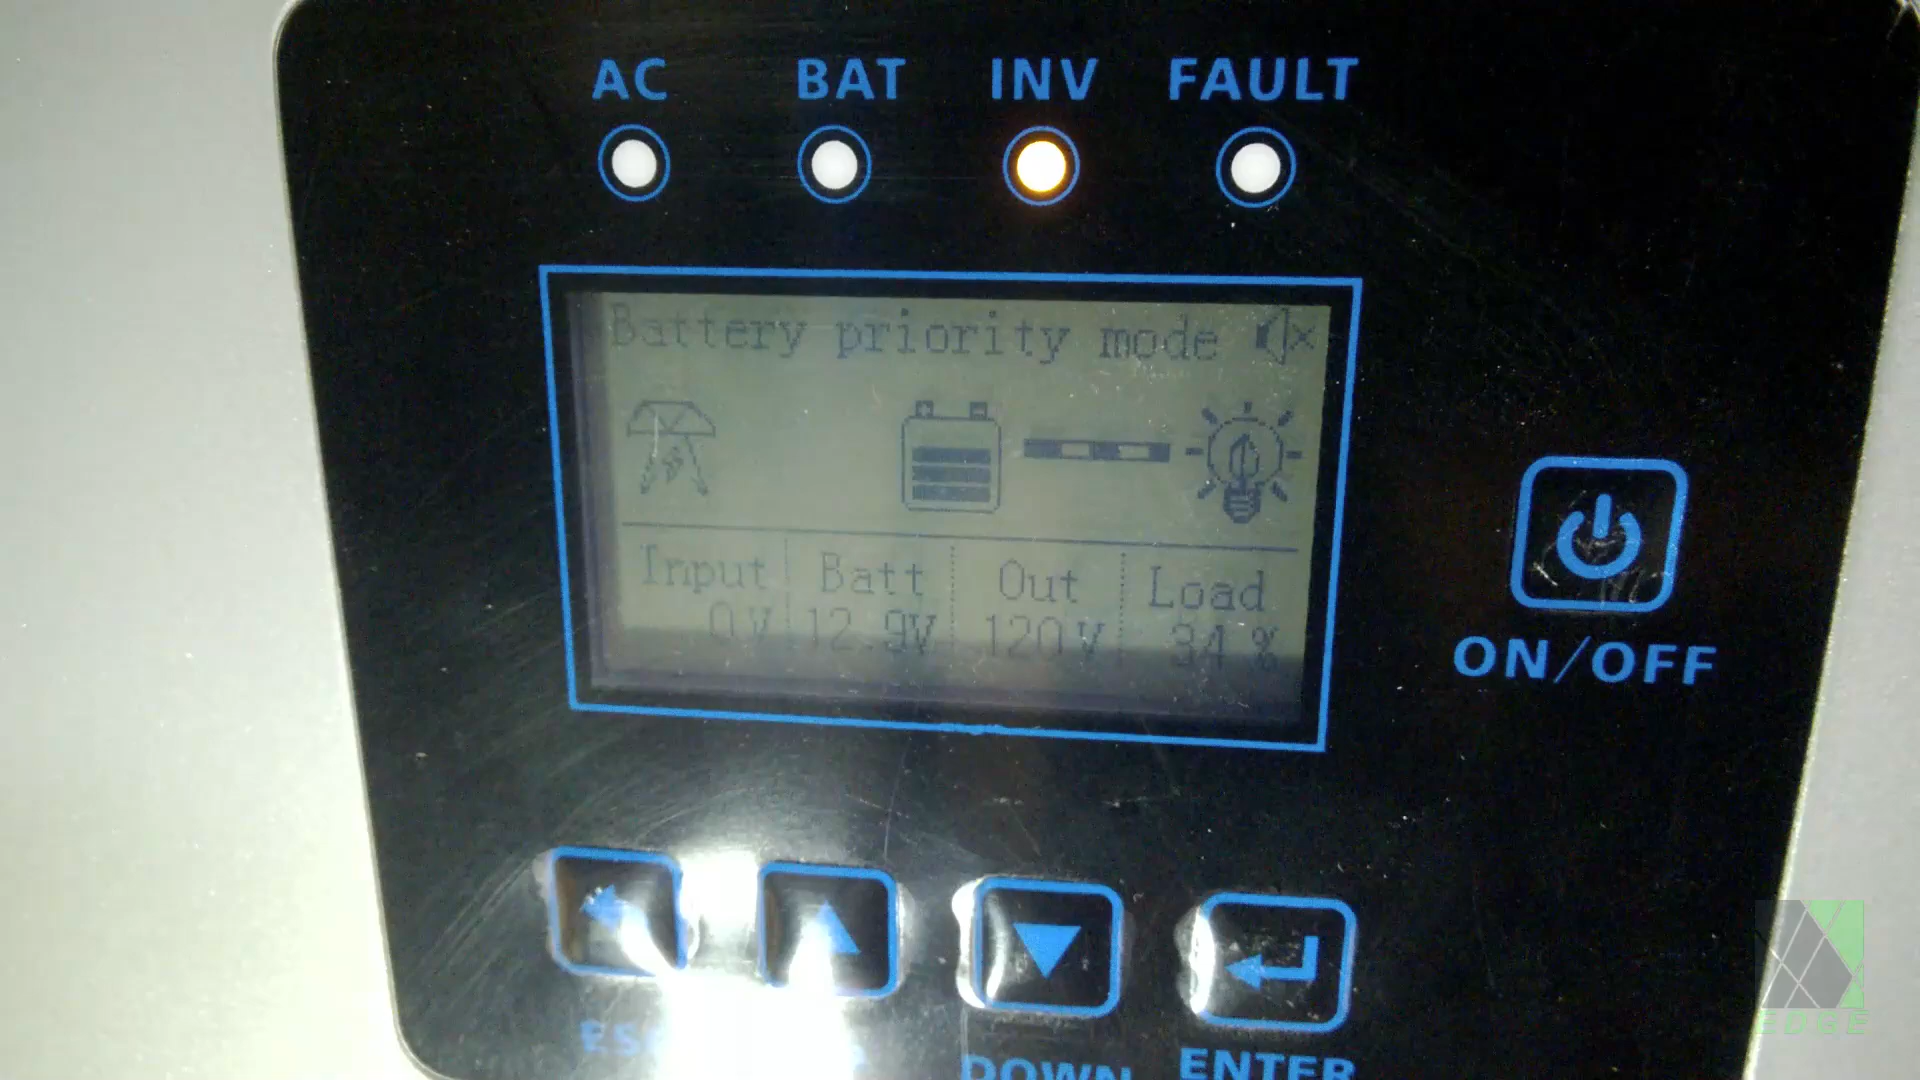 AC BAT INV FAULT
Battery priority mode
Input Batt Out Load
0V 12.9V 120V 34 %
ON/OFF
ESC
DOWN
ENTER
EDGE